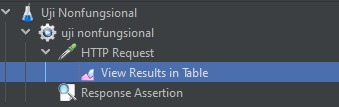 Uji Nonfungsional
uji nonfungsional
HTTP Request
View Results in Table
Response Assertion